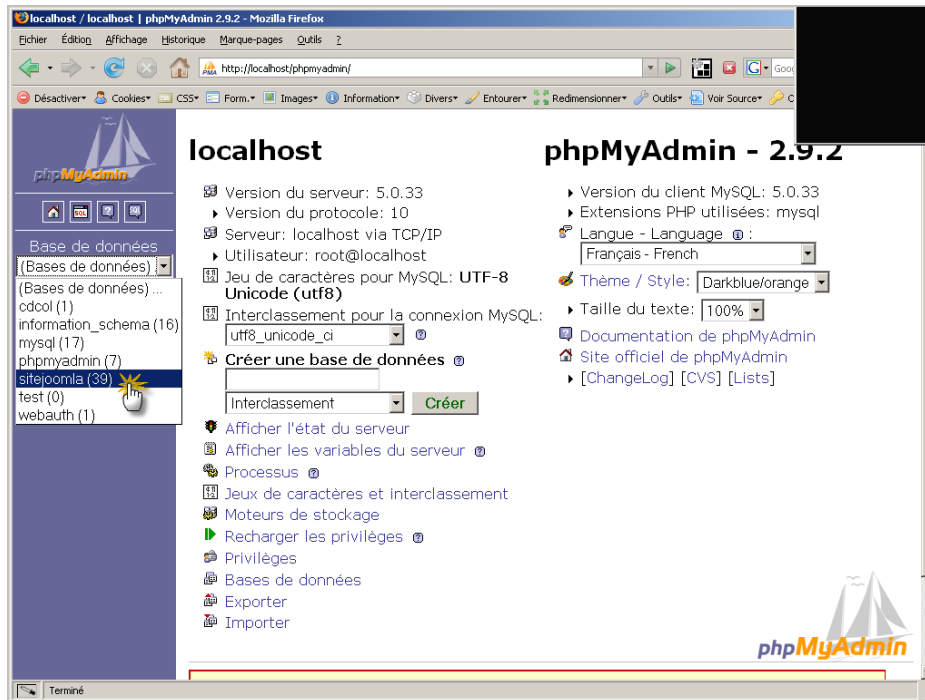 localhost / localhost | phpMyAdmin 2.9.2 - Mozilla Firefox
Fichier Édition Affichage Historique Marque-pages Outils ?
http://localhost/phpmyadmin/
G
Désactiver Cookies CSS Form. Images Information Divers Entourer Redimensionner Outils Voir Source
phpMyAdmin
SQL
Base de données
(Bases de données)
(Bases de données) ...
cdcol (1)
information_schema (16)
mysql (17)
phpmyadmin (7)
sitejoomla (39)
test (0)
webauth (1)
localhost
Version du serveur: 5.0.33
Version du protocole: 10
Serveur: localhost via TCP/IP
Utilisateur: root@localhost
Jeu de caractères pour MySQL: UTF-8
Unicode (utf8)
Interclassement pour la connexion MySQL:
utf8_unicode_ci
Créer une base de données
Interclassement Créer
Afficher l'état du serveur
Afficher les variables du serveur
Processus
Jeux de caractères et interclassement
Moteurs de stockage
Recharger les privilèges
Privilèges
Bases de données
Exporter
Importer
phpMyAdmin - 2.9.2
Version du client MySQL: 5.0.33
Extensions PHP utilisées: mysql
Langue - Language :
Français - French
Thème / Style: Darkblue/orange
Taille du texte: 100%
Documentation de phpMyAdmin
Site officiel de phpMyAdmin
[ChangeLog] [CVS] [Lists]
phpMyAdmin
Terminé